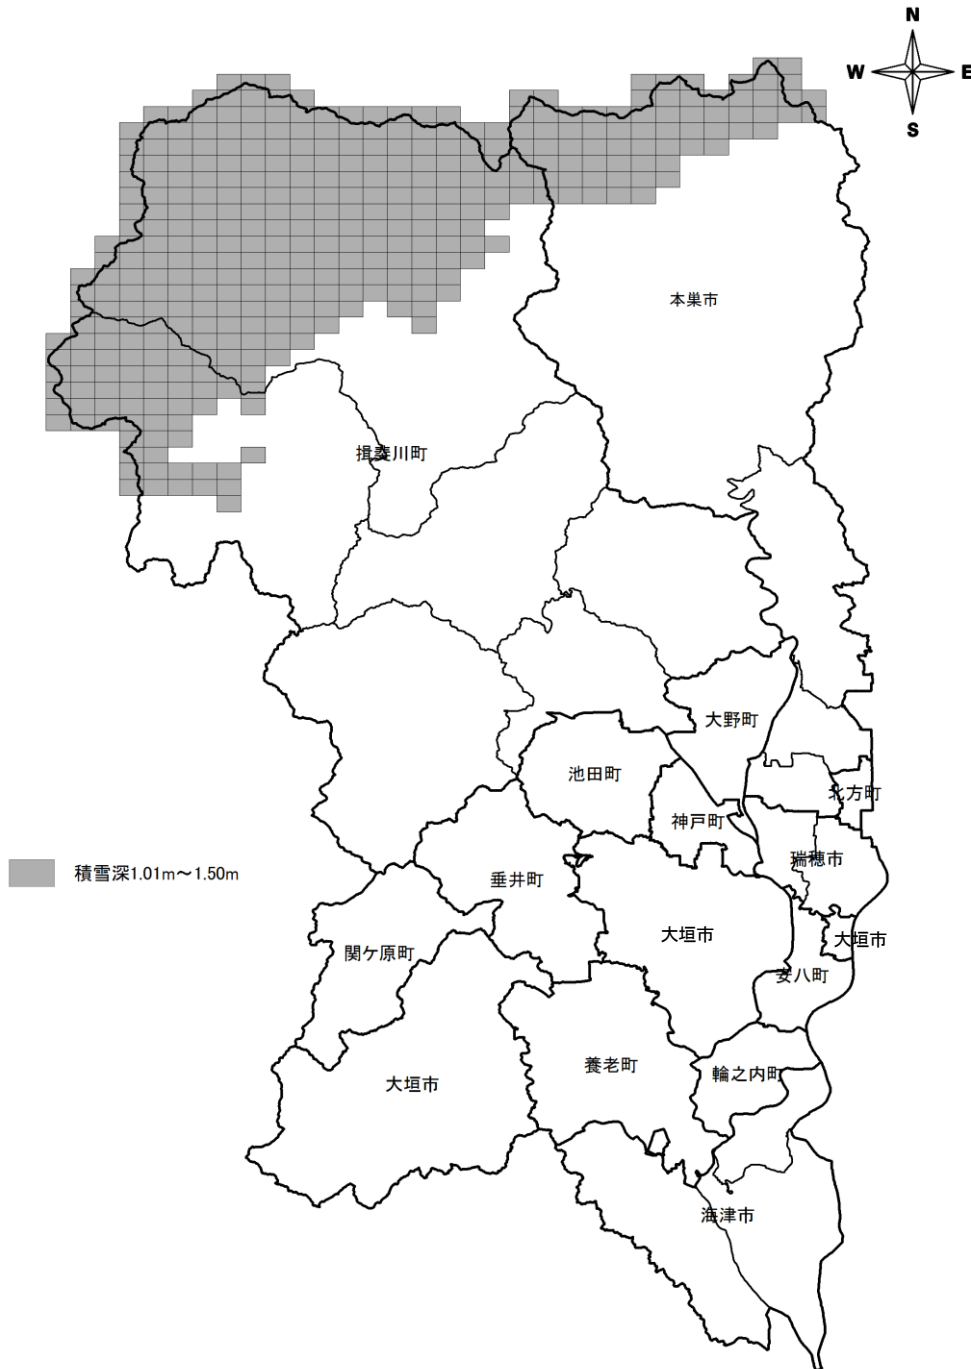 N
W
E
S
本巣市
揖斐川町
大野町
池田町
北方町
神戸町
瑞穂市
積雪深1.01m～1.50m
垂井町
大垣市
大垣市
関ケ原町
安八町
養老町
輪之内町
大垣市
海津市